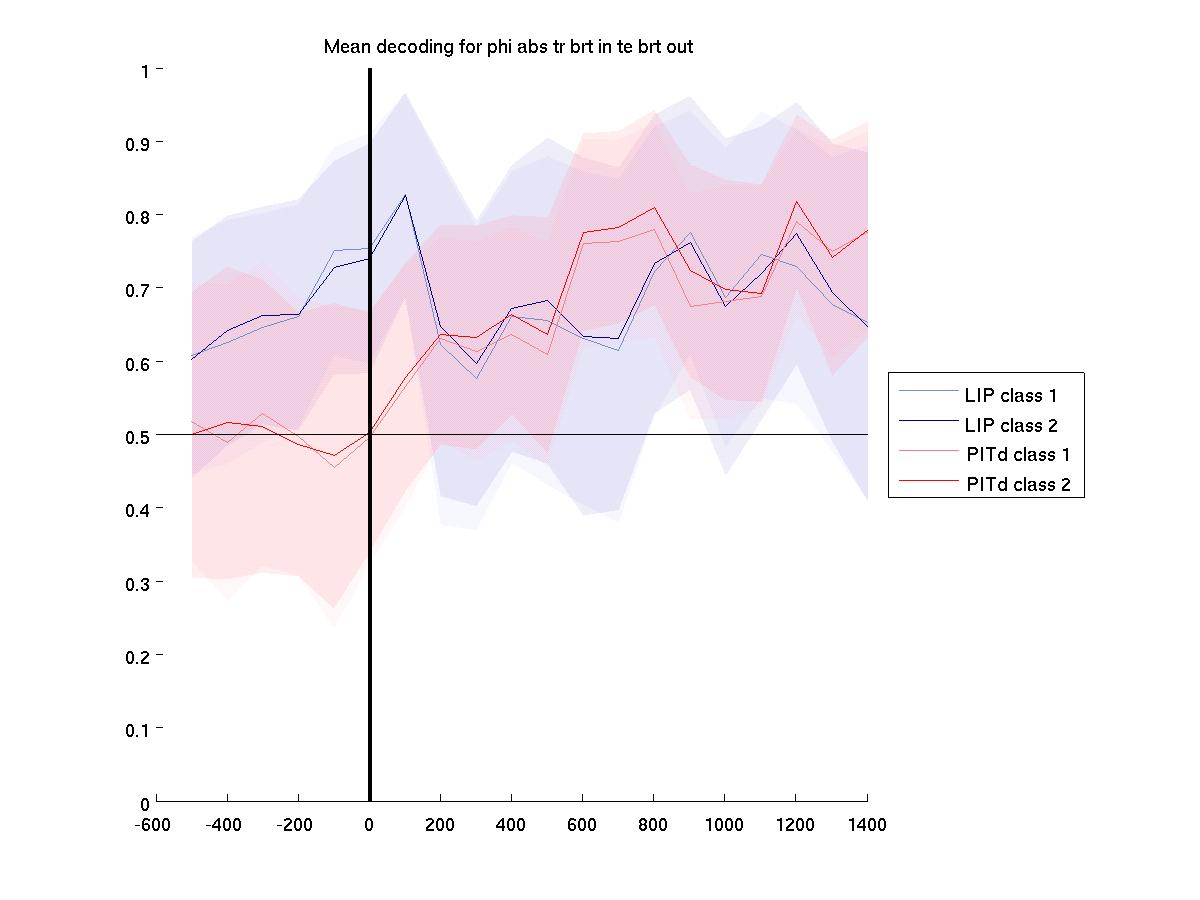 Mean decoding for phi abs tr brt in te brt out
1
0.9
0.8
0.7
0.6
0.5
0.4
0.3
0.2
0.1
0
-600 -400 -200 0 200 400 600 800 1000 1200 1400
LIP class 1
LIP class 2
PITd class 1
PITd class 2